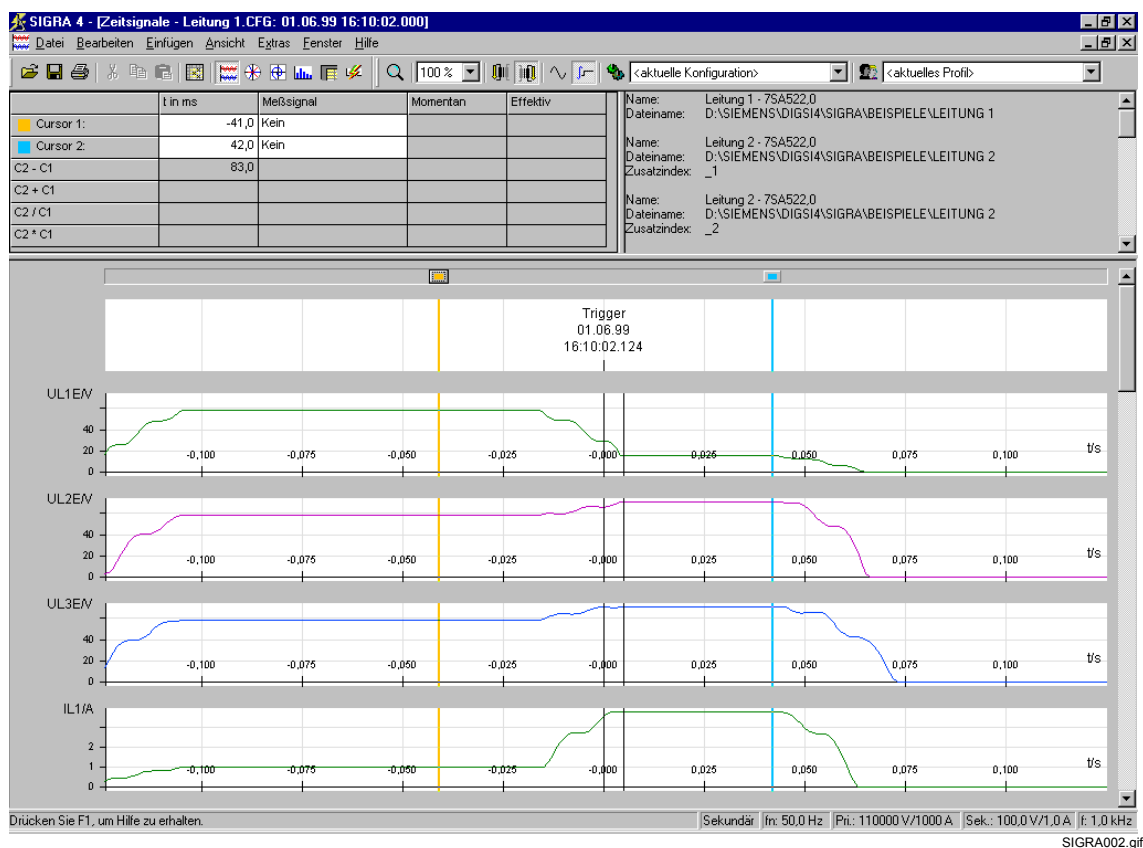 SIGRA 4 - [Zeitsignale - Leitung 1.CFG: 01.06.99 16:10:02.000]
Datei Bearbeiten Einfügen Ansicht Extras Fenster Hilfe
100 % <aktuelle Konfiguration> <aktuelles Profil>
t in ms Meßsignal Momentan Effektiv
Cursor 1: -41,0 Kein
Cursor 2: 42,0 Kein
C2 - C1 83,0
C2 + C1
C2 / C1
C2 * C1
Name: Leitung 1 - 7SA522,0
Dateiname: D:\SIEMENS\DIGSI4\SIGRA\BEISPIELE\LEITUNG 1
Name: Leitung 2 - 7SA522,0
Dateiname: D:\SIEMENS\DIGSI4\SIGRA\BEISPIELE\LEITUNG 2
Zusatzindex: _1
Name: Leitung 2 - 7SA522,0
Dateiname: D:\SIEMENS\DIGSI4\SIGRA\BEISPIELE\LEITUNG 2
Zusatzindex: _2
Trigger
01.06.99
16:10:02.124
UL1E/V
40
20
0
-0,100 -0,075 -0,050 -0,025 -0,000 0,025 0,050 0,075 0,100 t/s
UL2E/V
40
20
0
-0,100 -0,075 -0,050 -0,025 -0,000 0,025 0,050 0,075 0,100 t/s
UL3E/V
40
20
0
-0,100 -0,075 -0,050 -0,025 -0,000 0,025 0,050 0,075 0,100 t/s
IL1/A
2
1
0
-0,100 -0,075 -0,050 -0,025 -0,000 0,025 0,050 0,075 0,100 t/s
Drücken Sie F1, um Hilfe zu erhalten. Sekundär fn: 50,0 Hz Pri.: 110000 V/1000 A Sek.: 100,0 V/1,0 A f: 1,0 kHz
SIGRA002.gif